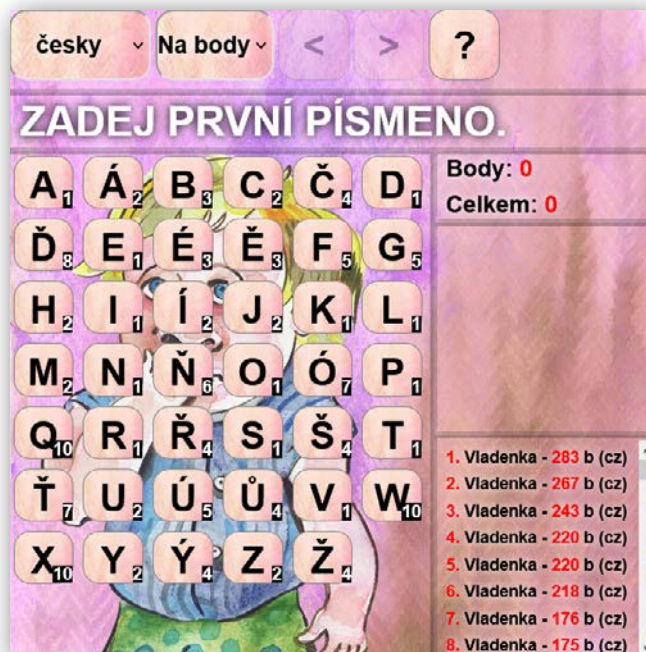 česky Na body < > ?
ZADEJ PRVNÍ PÍSMENO.
A1 Á2 B3 C2 Č4 D1
Ď8 E1 É3 Ě3 F5 G5
H2 I1 Í2 J2 K1 L1
M2 N1 Ň6 O1 Ó7 P1
Q10 R1 Ř4 S1 Š4 T1
Ť7 U2 Ú5 Ů4 V1 W10
X10 Y2 Ý4 Z2 Ž4
Body: 0
Celkem: 0
1. Vladenka - 283 b (cz)
2. Vladenka - 267 b (cz)
3. Vladenka - 243 b (cz)
4. Vladenka - 220 b (cz)
5. Vladenka - 220 b (cz)
6. Vladenka - 218 b (cz)
7. Vladenka - 176 b (cz)
8. Vladenka - 175 b (cz)